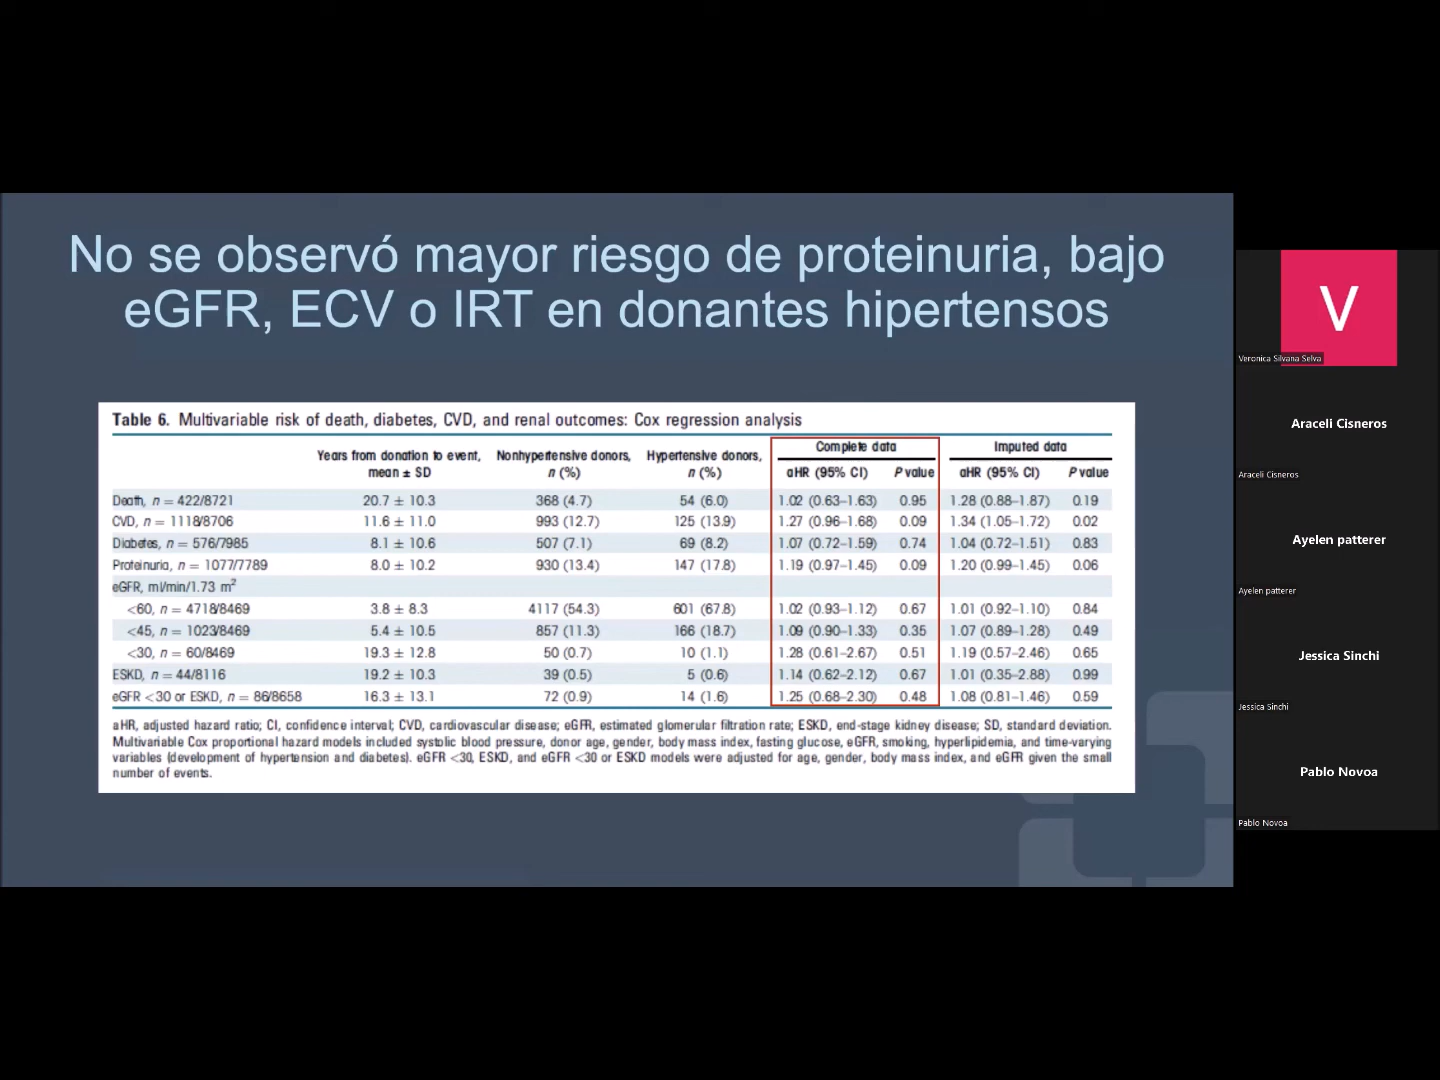 No se observó mayor riesgo de proteinuria, bajo
eGFR, ECV o IRT en donantes hipertensos
Table 6. Multivariable risk of death, diabetes, CVD, and renal outcomes: Cox regression analysis
Complete data Imputed data
Years from donation to event, Nonhypertensive donors, Hypertensive donors,
mean ± SD n (%) n (%) aHR (95% CI) P value aHR (95% CI) P value
Death, n = 422/8721 20.7 ± 10.3 368 (4.7) 54 (6.0) 1.02 (0.63–1.63) 0.95 1.28 (0.88–1.87) 0.19
CVD, n = 1118/8706 11.6 ± 11.0 993 (12.7) 125 (13.9) 1.27 (0.96–1.68) 0.09 1.34 (1.05–1.72) 0.02
Diabetes, n = 576/7985 8.1 ± 10.6 507 (7.1) 69 (8.2) 1.07 (0.72–1.59) 0.74 1.04 (0.72–1.51) 0.83
Proteinuria, n = 1077/7789 8.0 ± 10.2 930 (13.4) 147 (17.8) 1.19 (0.97–1.45) 0.09 1.20 (0.99–1.45) 0.06
eGFR, ml/min/1.73 m²
<60, n = 4718/8469 3.8 ± 8.3 4117 (54.3) 601 (67.8) 1.02 (0.93–1.12) 0.67 1.01 (0.92–1.10) 0.84
<45, n = 1023/8469 5.4 ± 10.5 857 (11.3) 166 (18.7) 1.09 (0.90–1.33) 0.35 1.07 (0.89–1.28) 0.49
<30, n = 60/8469 19.3 ± 12.8 50 (0.7) 10 (1.1) 1.28 (0.61–2.67) 0.51 1.19 (0.57–2.46) 0.65
ESKD, n = 44/8116 19.2 ± 10.3 39 (0.5) 5 (0.6) 1.14 (0.62–2.12) 0.67 1.01 (0.35–2.88) 0.99
eGFR <30 or ESKD, n = 86/8658 16.3 ± 13.1 72 (0.9) 14 (1.6) 1.25 (0.68–2.30) 0.48 1.08 (0.81–1.46) 0.59
aHR, adjusted hazard ratio; CI, confidence interval; CVD, cardiovascular disease; eGFR, estimated glomerular filtration rate; ESKD, end-stage kidney disease; SD, standard deviation.
Multivariable Cox proportional hazard models included systolic blood pressure, donor age, gender, body mass index, fasting glucose, eGFR, smoking, hyperlipidemia, and time-varying
variables (development of hypertension and diabetes). eGFR <30, ESKD, and eGFR <30 or ESKD models were adjusted for age, gender, body mass index, and eGFR given the small
number of events.
V
Veronica Silvana Selva
Araceli Cisneros
Araceli Cisneros
Ayelen patterer
Ayelen patterer
Jessica Sinchi
Jessica Sinchi
Pablo Novoa
Pablo Novoa